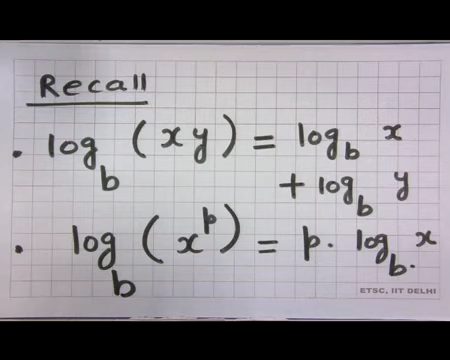 Recall
• log_b (xy) = log_b x
+ log_b y
• log_b (x^p) = p. log_b. x
ETSC, IIT DELHI